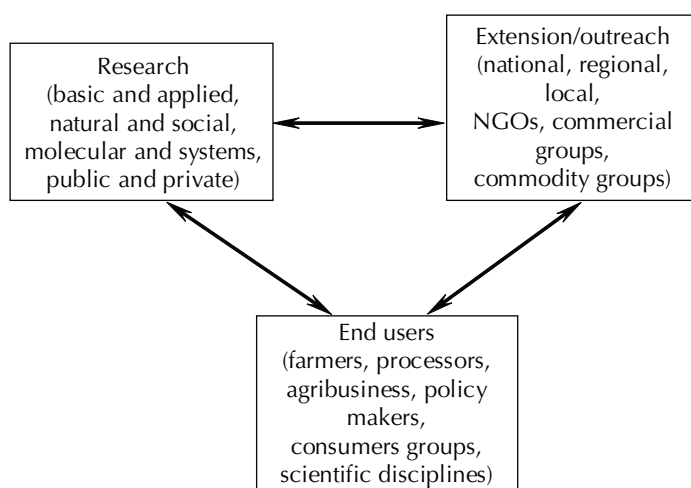 Research
(basic and applied,
natural and social,
molecular and systems,
public and private)
Extension/outreach
(national, regional,
local,
NGOs, commercial
groups,
commodity groups)
End users
(farmers, processors,
agribusiness, policy
makers,
consumers groups,
scientific disciplines)